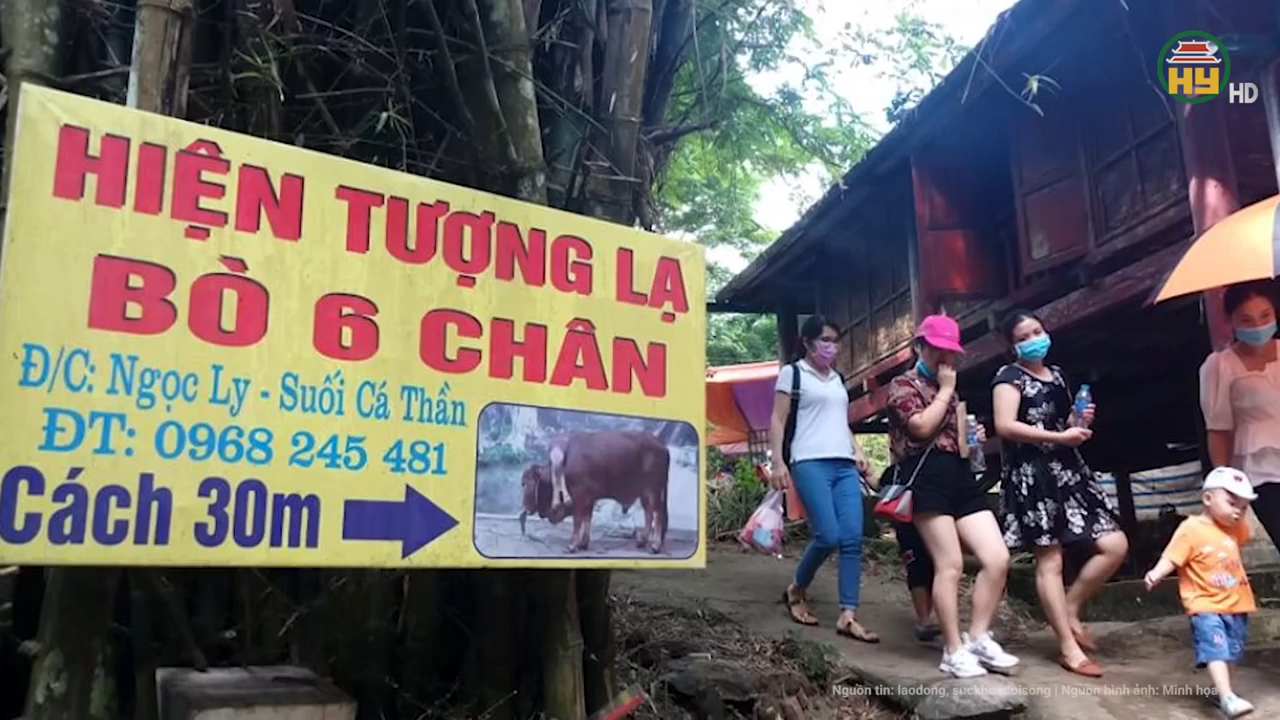 HIỆN TƯỢNG LẠ
BÒ 6 CHÂN
Đ/C: Ngọc Ly - Suối Cá Thần
ĐT: 0968 245 481
Cách 30m
HY HD
Nguồn tin: laodong, suckhoedoisong | Nguồn hình ảnh: Minh họa